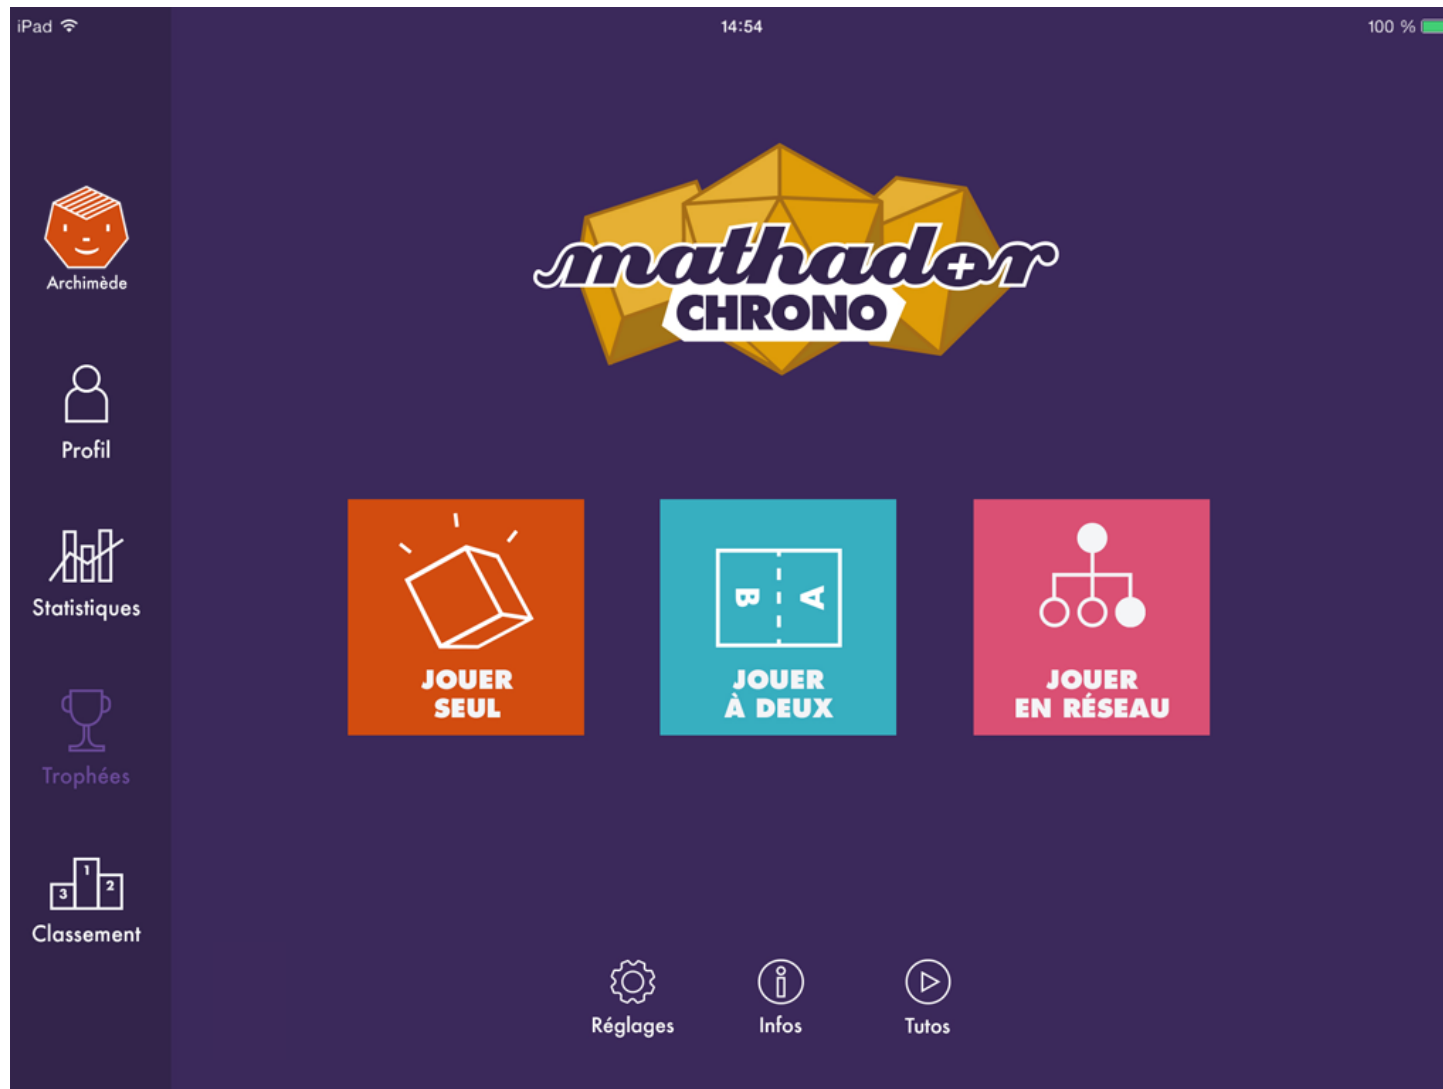 iPad
14:54
100 %
mathador
CHRONO
Archimède
Profil
Statistiques
Trophées
1
3 2
Classement
JOUER
SEUL
B A
JOUER
À DEUX
JOUER
EN RÉSEAU
Réglages
Infos
Tutos